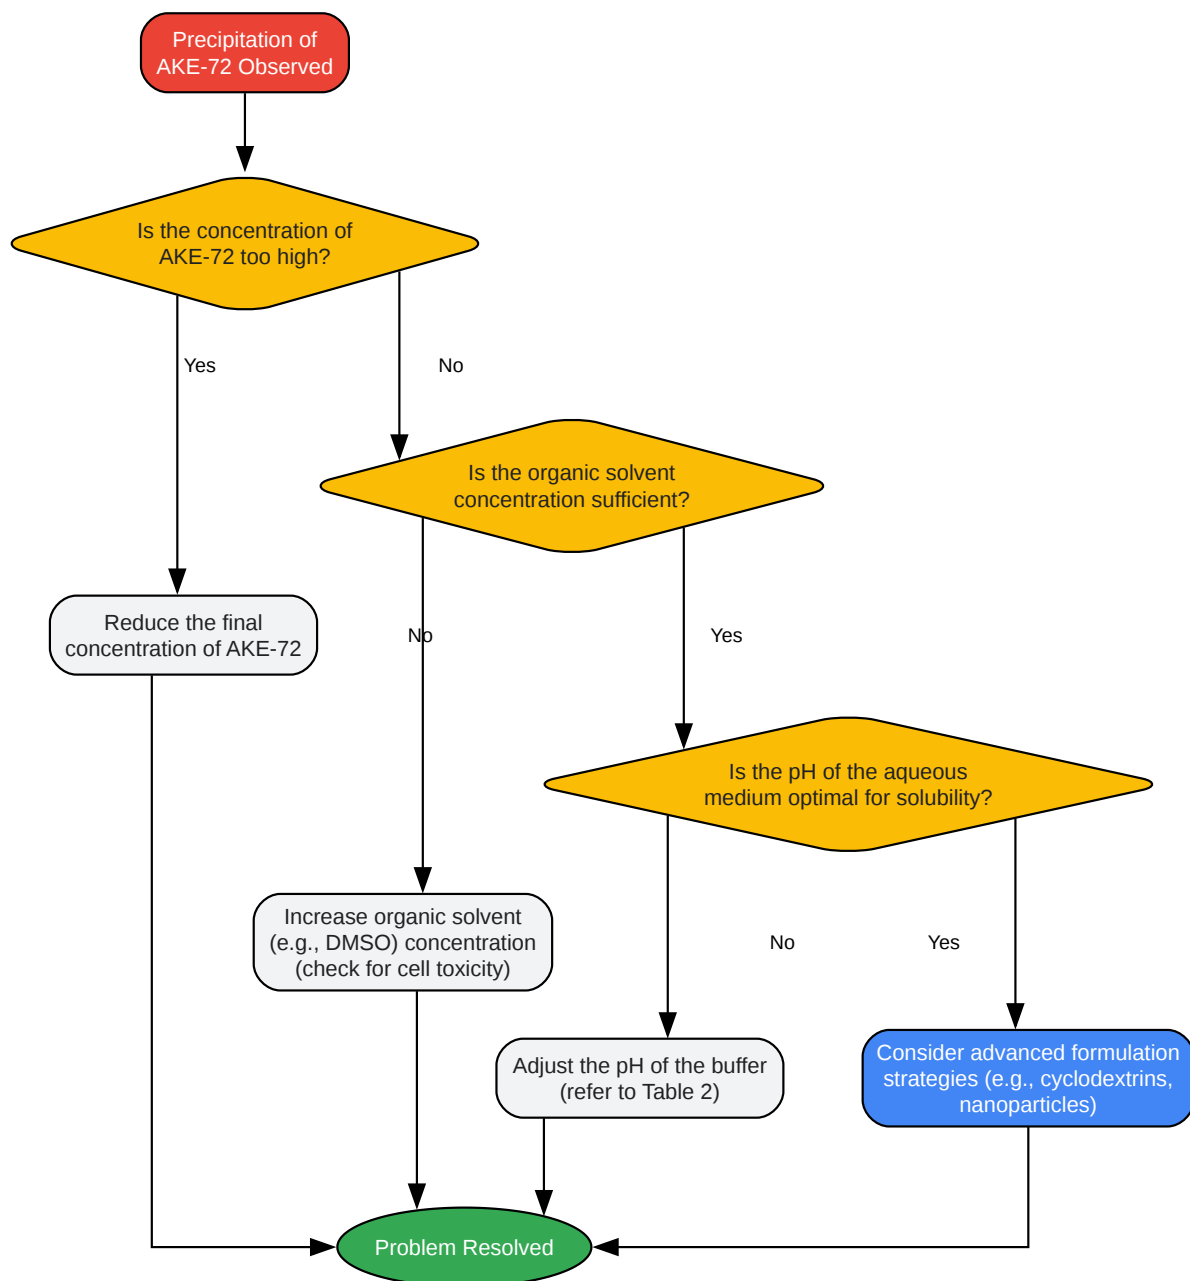 Precipitation of
AKE-72 Observed
Is the concentration of
AKE-72 too high?
Yes
No
Is the organic solvent
concentration sufficient?
Reduce the final
concentration of AKE-72
No
Yes
Is the pH of the aqueous
medium optimal for solubility?
Increase organic solvent
(e.g., DMSO) concentration
(check for cell toxicity)
No
Yes
Adjust the pH of the buffer
(refer to Table 2)
Consider advanced formulation
strategies (e.g., cyclodextrins,
nanoparticles)
Problem Resolved